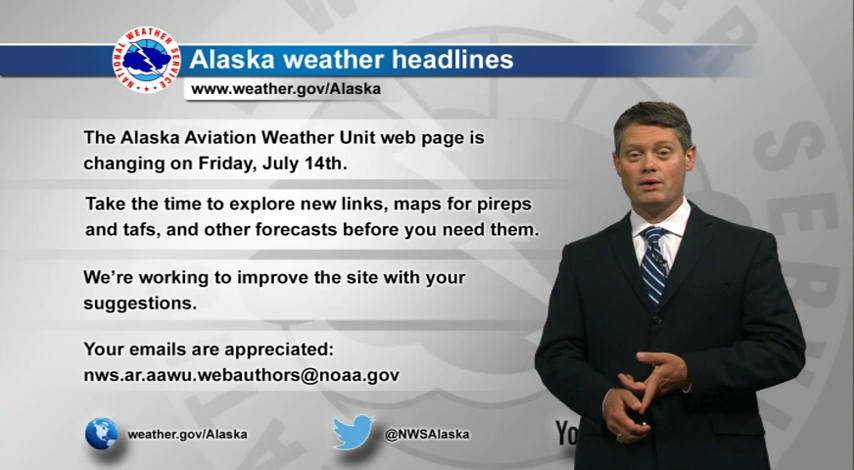 NATIONAL WEATHER SERVICE
Alaska weather headlines
www.weather.gov/Alaska
The Alaska Aviation Weather Unit web page is
changing on Friday, July 14th.
Take the time to explore new links, maps for pireps
and tafs, and other forecasts before you need them.
We're working to improve the site with your
suggestions.
Your emails are appreciated:
nws.ar.aawu.webauthors@noaa.gov
weather.gov/Alaska
@NWSAlaska
Yo